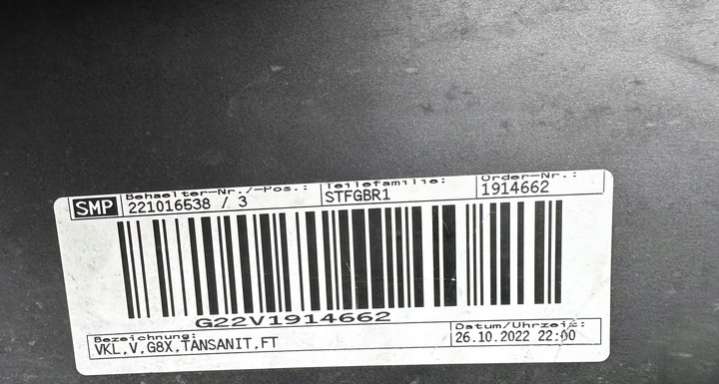 SMP Behaelter-Nr./-Pos.: Teilefamilie: Order-Nr.:
221016538 / 3 STFGBR1 1914662
G22V1914662
Bezeichnung: Datum/Uhrzeit:
VKL.V.G8X.TANSANIT.FT 26.10.2022 22:00